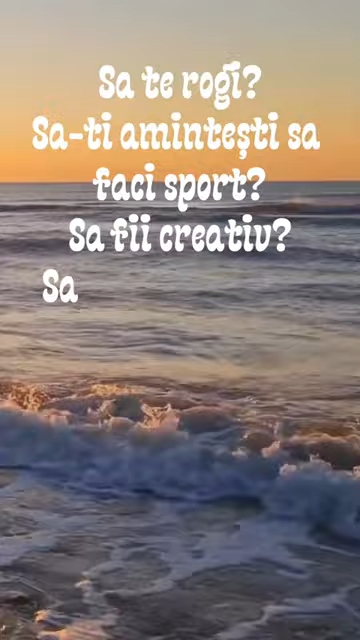 Sa te rogi?
Sa-ti amintești sa
faci sport?
Sa fii creativ?
Sa